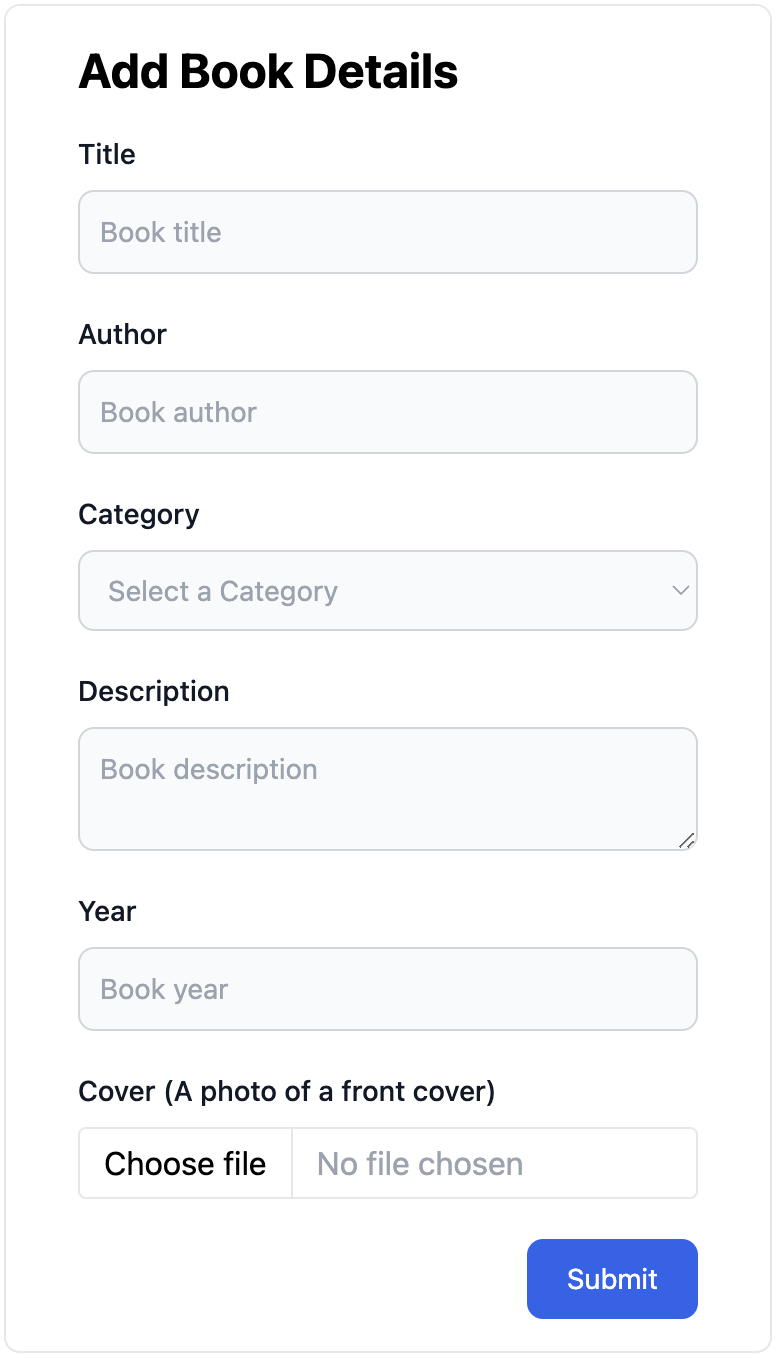 Add Book Details
Title
Book title
Author
Book author
Category
Select a Category
Description
Book description
Year
Book year
Cover (A photo of a front cover)
Choose file No file chosen
Submit